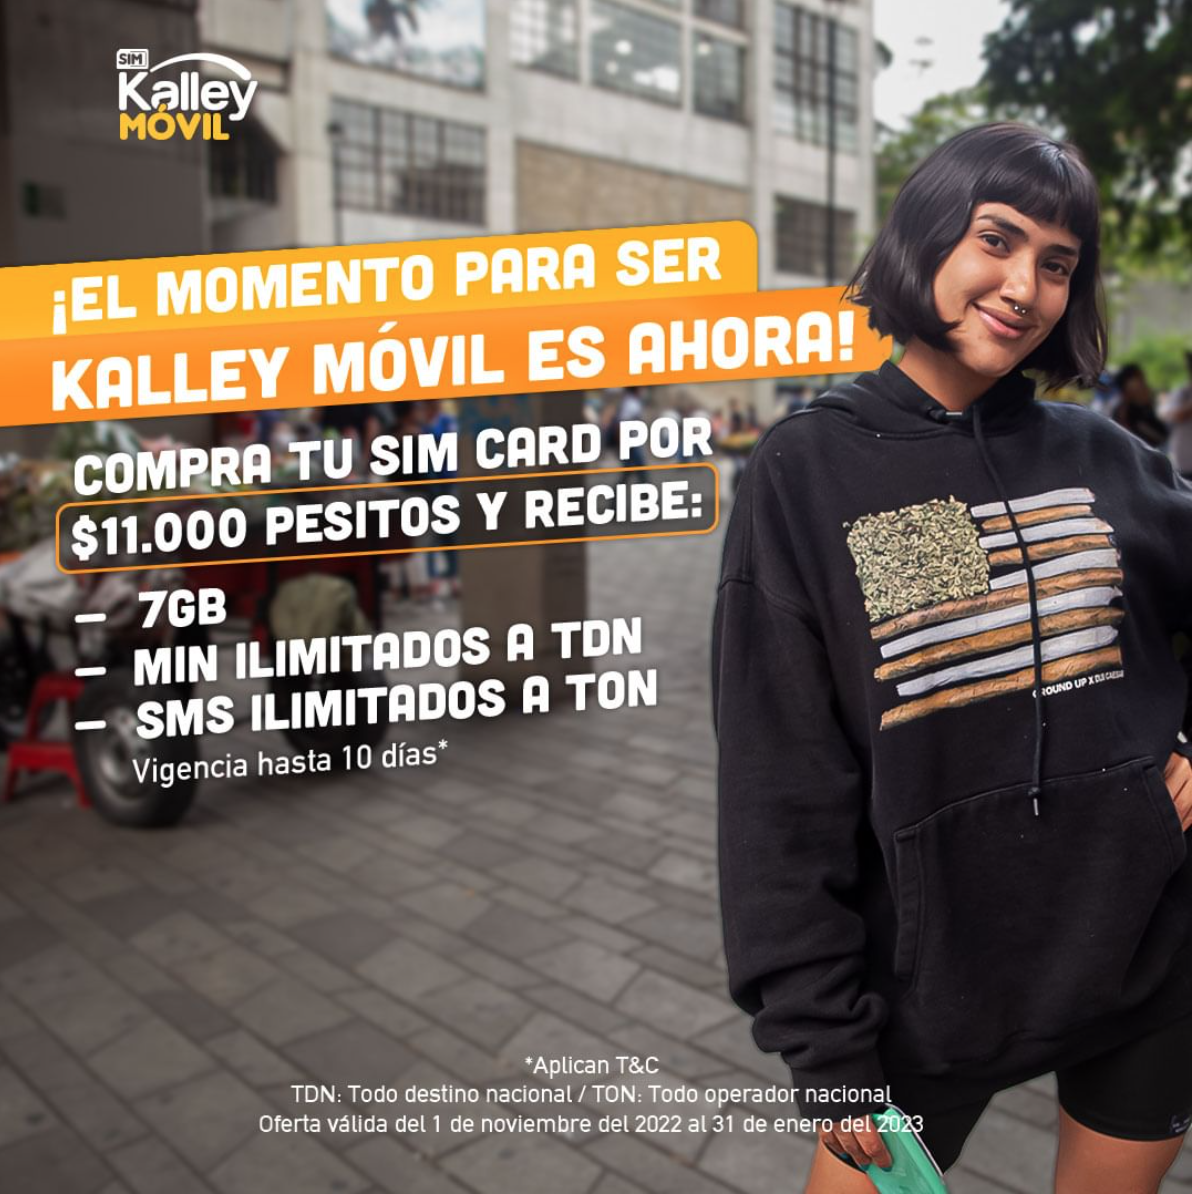 SIM
Kalley
MÓVIL
¡EL MOMENTO PARA SER
KALLEY MÓVIL ES AHORA!
COMPRA TU SIM CARD POR
$11.000 PESITOS Y RECIBE:
– 7GB
– MIN ILIMITADOS A TDN
– SMS ILIMITADOS A TON
Vigencia hasta 10 días*
GROUND UP X
*Aplican T&C
TDN: Todo destino nacional / TON: Todo operador nacional
Oferta válida del 1 de noviembre del 2022 al 31 de enero del 2023